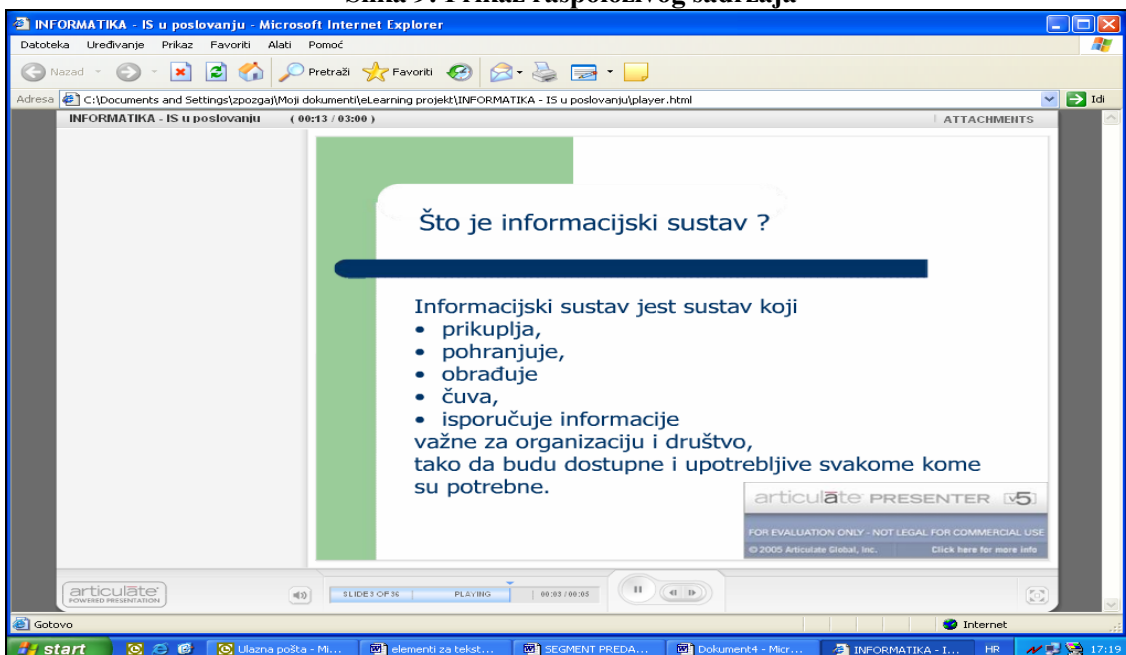 Slika 9: Prikaz raspoloživog sadržaja
INFORMATIKA - IS u poslovanju - Microsoft Internet Explorer
Datoteka Uređivanje Prikaz Favoriti Alati Pomoć
Nazad Pretraži Favoriti
Adresa C:\Documents and Settings\zpozgaj\Moji dokumenti\eLearning projekt\INFORMATIKA - IS u poslovanju\player.html Idi
INFORMATIKA - IS u poslovanju ( 00:13 / 03:00 ) ATTACHMENTS
Što je informacijski sustav ?
Informacijski sustav jest sustav koji
• prikuplja,
• pohranjuje,
• obrađuje
• čuva,
• isporučuje informacije
važne za organizaciju i društvo,
tako da budu dostupne i upotrebljive svakome kome
su potrebne.
articulāte PRESENTER v5
FOR EVALUATION ONLY - NOT LEGAL FOR COMMERCIAL USE
© 2005 Articulate Global, Inc. Click here for more info
articulāte
POWERED PRESENTATION
SLIDE 3 OF 36 PLAYING 00:03 / 00:05
Gotovo Internet
start Ulazna pošta - Mi... elementi za tekst... SEGMENT PREDA... Dokument4 - Micr... INFORMATIKA - I... HR 17:19